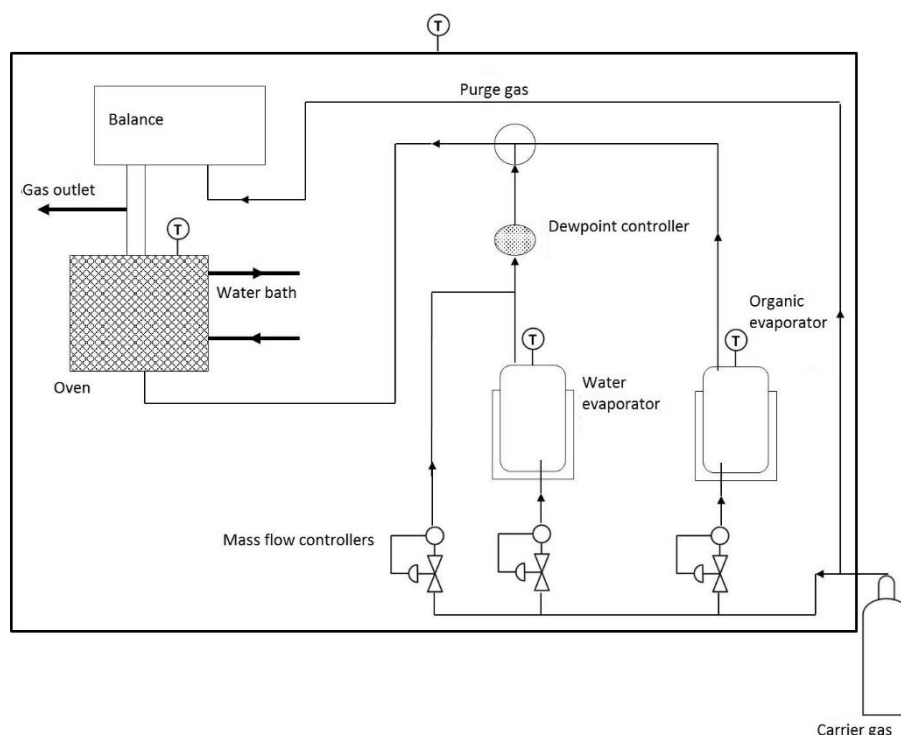 T
Purge gas
Balance
Gas outlet
T
Dewpoint controller
Water bath
Organic
evaporator
T
T
Oven
Water
evaporator
Mass flow controllers
Carrier gas